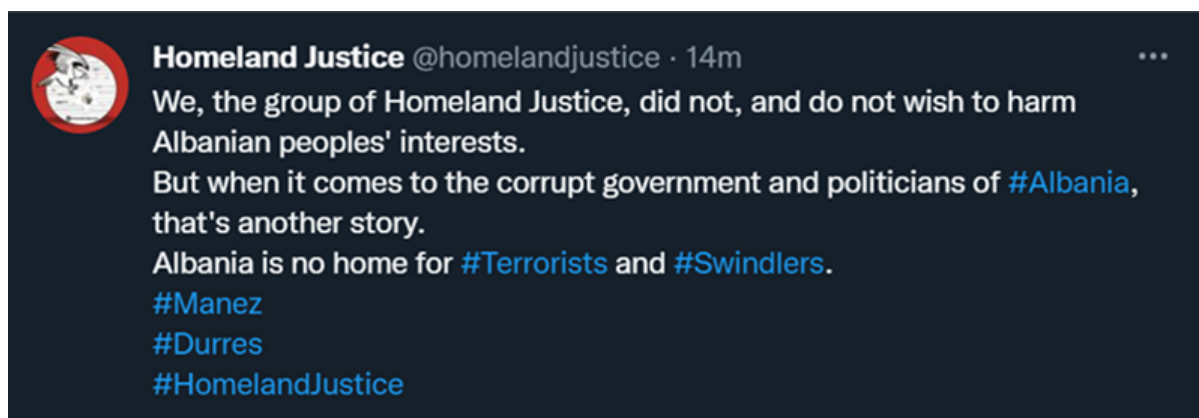 Homeland Justice @homelandjustice · 14m
We, the group of Homeland Justice, did not, and do not wish to harm
Albanian peoples' interests.
But when it comes to the corrupt government and politicians of #Albania,
that's another story.
Albania is no home for #Terrorists and #Swindlers.
#Manez
#Durres
#HomelandJustice